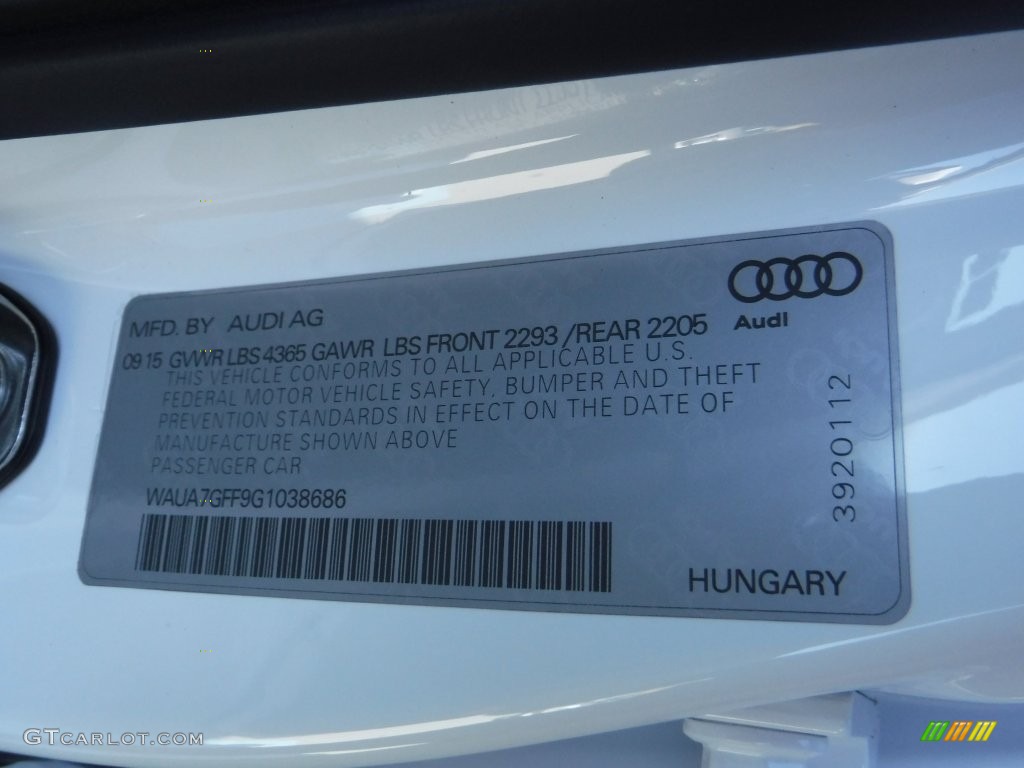 MFD. BY AUDI AG
Audi
09 15 GWVR LBS 4365 GAWR LBS FRONT 2293 /REAR 2205
THIS VEHICLE CONFORMS TO ALL APPLICABLE U.S.
FEDERAL MOTOR VEHICLE SAFETY, BUMPER AND THEFT
PREVENTION STANDARDS IN EFFECT ON THE DATE OF
MANUFACTURE SHOWN ABOVE
PASSENGER CAR
WAUA7GFF9G1038686
3920112
HUNGARY
GTCARLOT.COM